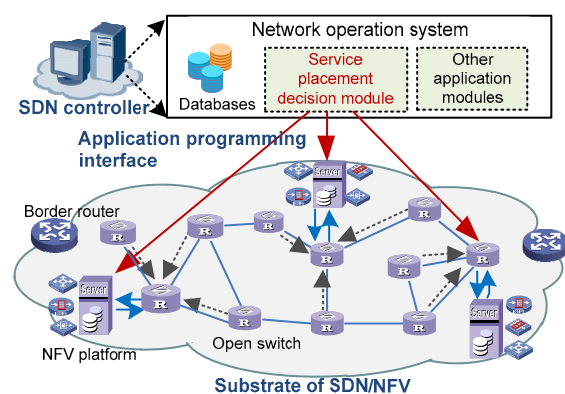 Network operation system
Service
placement
decision module
Other
application
modules
Databases
SDN controller
Application programming
interface
Server
Border router
R
R
R
R
R
R
R
Server
R
R
R
R
Server
NFV platform
Open switch
Substrate of SDN/NFV